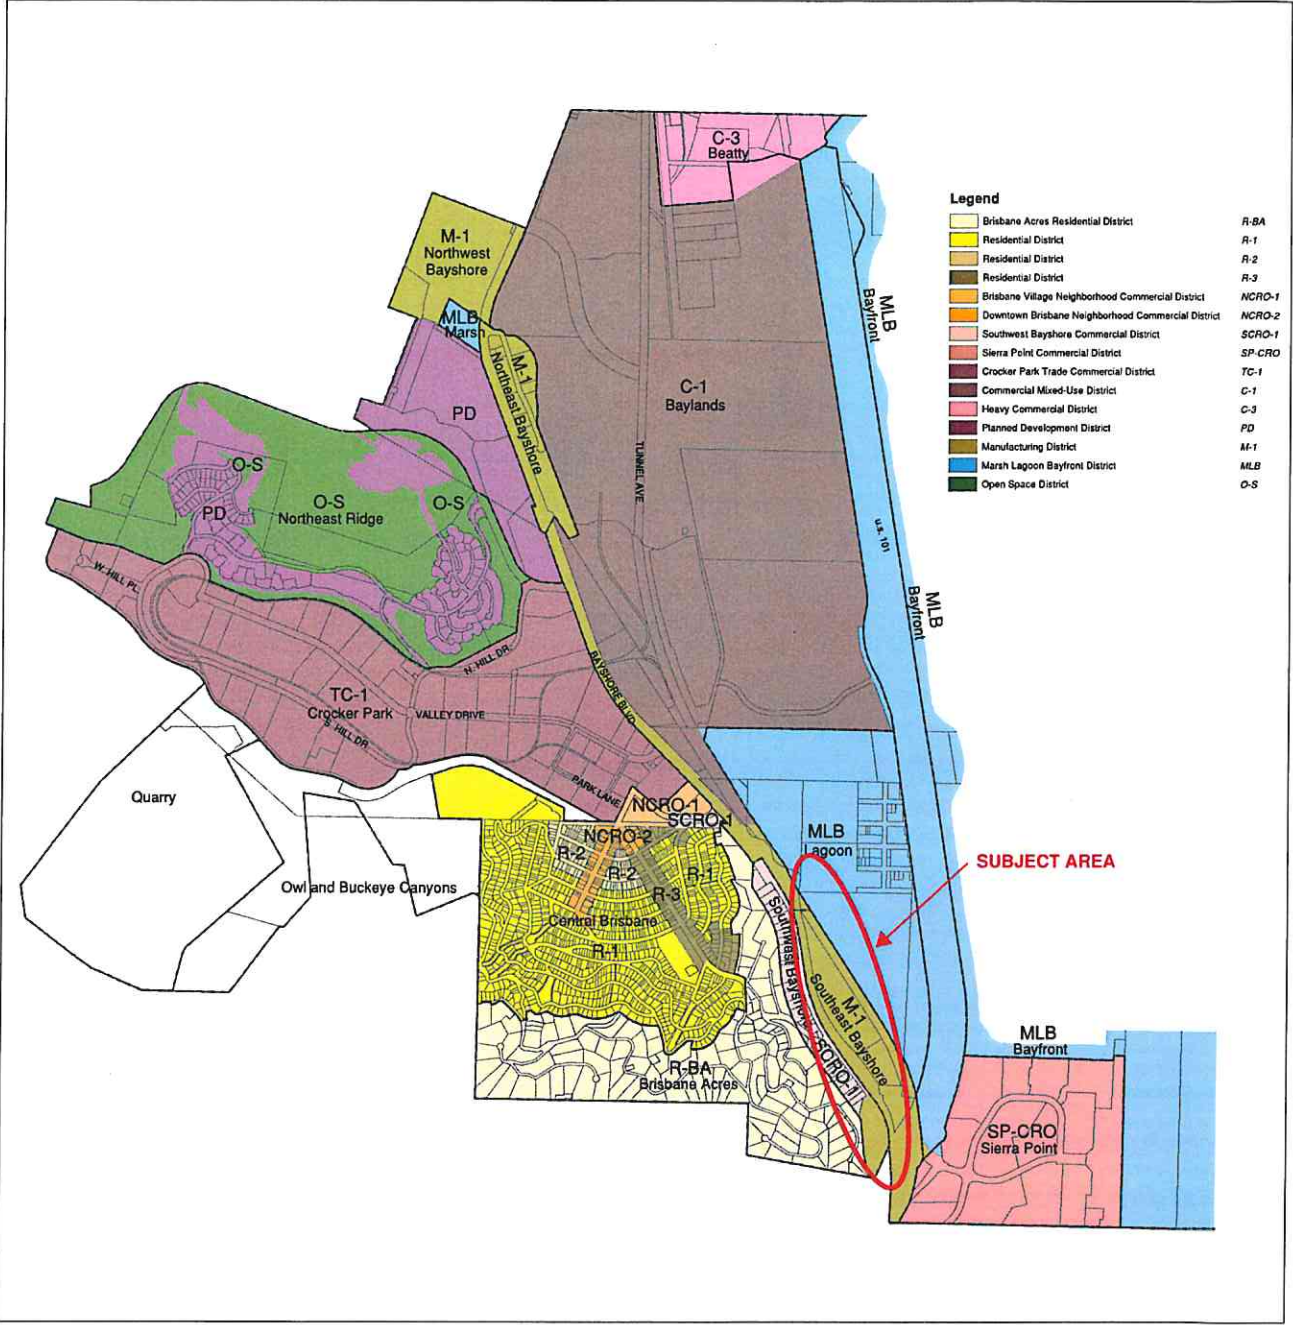 C-3
Beatty
Legend
Brisbane Acres Residential District R-BA
Residential District R-1
Residential District R-2
Residential District R-3
Brisbane Village Neighborhood Commercial District NCRO-1
Downtown Brisbane Neighborhood Commercial District NCRO-2
Southwest Bayshore Commercial District SCRO-1
Sierra Point Commercial District SP-CRO
Crocker Park Trade Commercial District TC-1
Commercial Mixed-Use District C-1
Heavy Commercial District C-3
Planned Development District PD
Manufacturing District M-1
Marsh Lagoon Bayfront District MLB
Open Space District O-S
M-1
Northwest
Bayshore
MLB
Marsh
MLB
Bayfront
M-1
Northeast Bayshore
C-1
Baylands
PD
TUNNEL AVE
O-S
O-S
Northeast Ridge
O-S
PD
U.S. 101
W. HILL PL.
MLB
Bayfront
N. HILL DR.
BAYSHORE BLVD
TC-1
Crocker Park
VALLEY DRIVE
S. HILL DR.
Quarry
PARK LANE
NCRO-1
SCRO-1
NCRO-2
MLB
Lagoon
SUBJECT AREA
R-2
R-2
R-1
R-3
Owl and Buckeye Canyons
Central Brisbane
R-1
Southwest Bayshore
SCRO-1
M-1
Southeast Bayshore
MLB
Bayfront
R-BA
Brisbane Acres
SP-CRO
Sierra Point